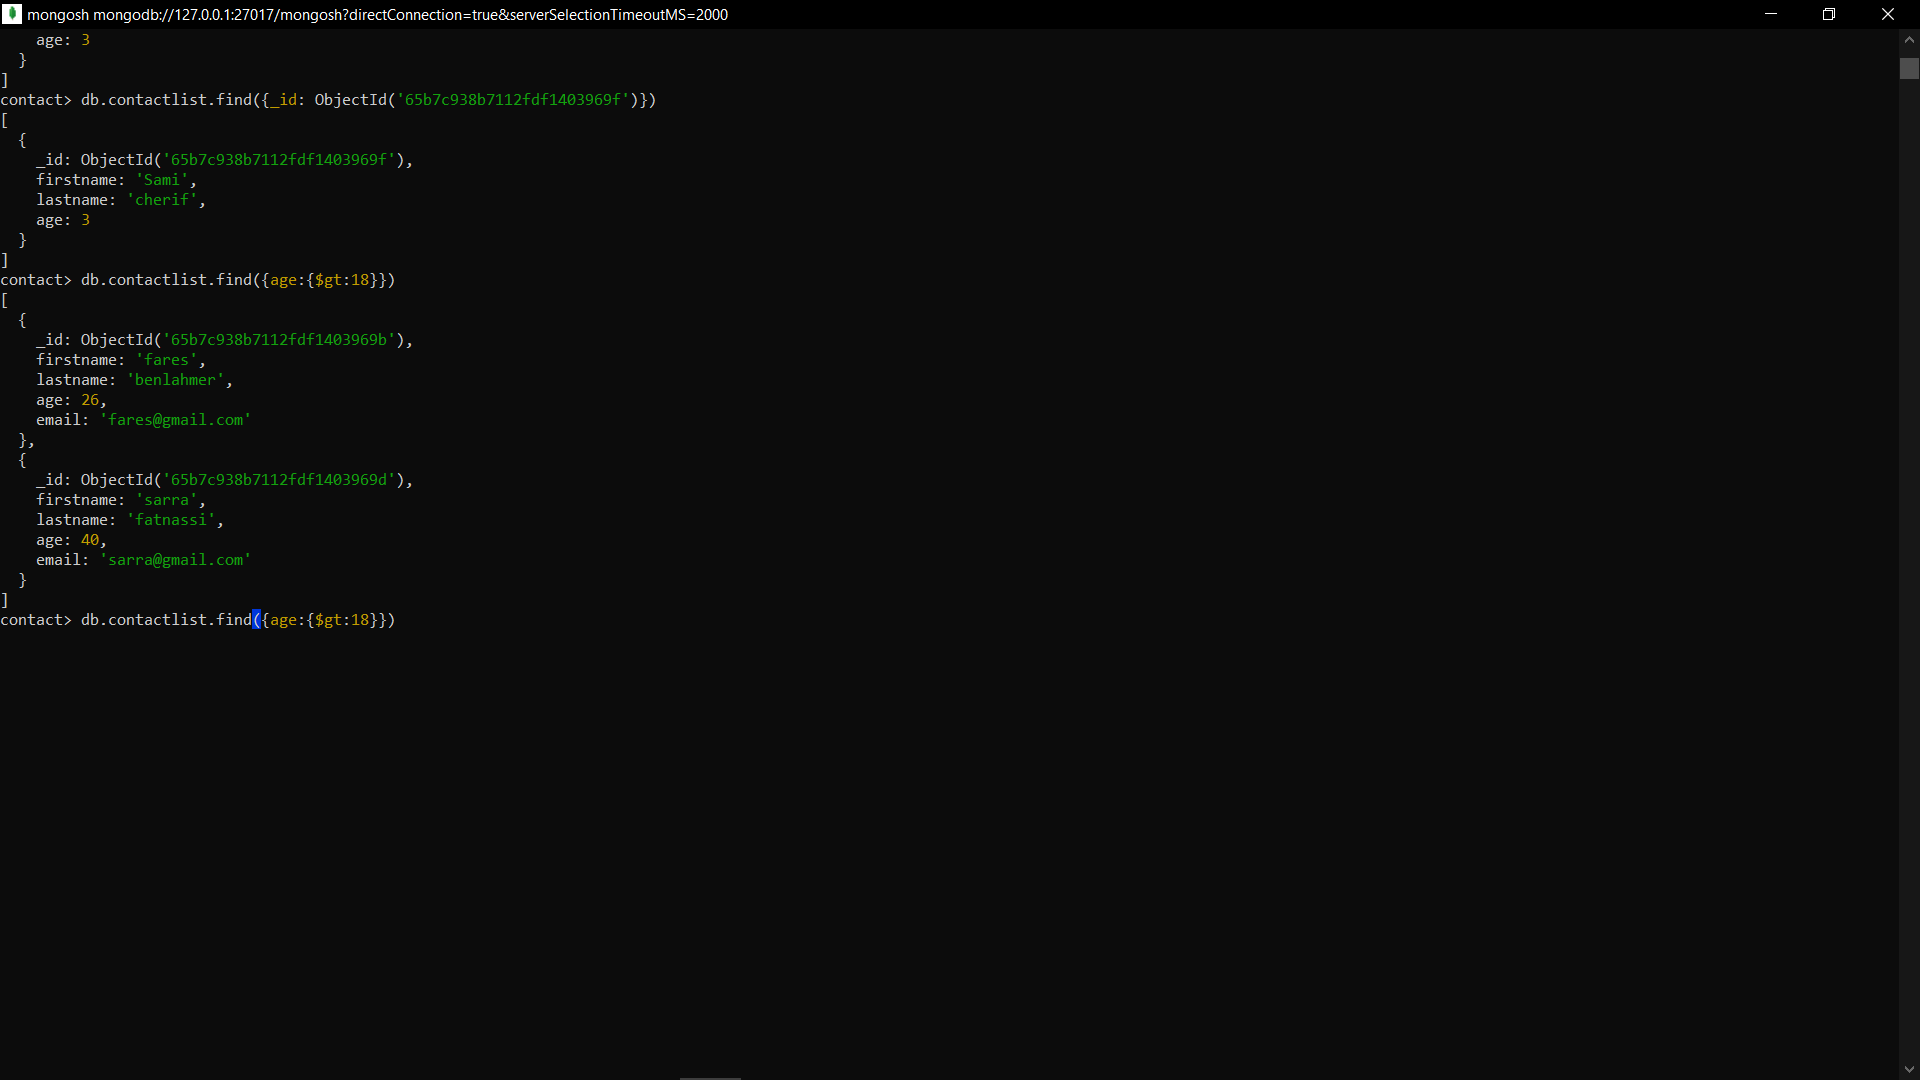 mongosh mongodb://127.0.0.1:27017/mongosh?directConnection=true&serverSelectionTimeoutMS=2000
    age: 3
  }
]
contact> db.contactlist.find({_id: ObjectId('65b7c938b7112fdf1403969f')})
[
  {
    _id: ObjectId('65b7c938b7112fdf1403969f'),
    firstname: 'Sami',
    lastname: 'cherif',
    age: 3
  }
]
contact> db.contactlist.find({age:{$gt:18}})
[
  {
    _id: ObjectId('65b7c938b7112fdf1403969b'),
    firstname: 'fares',
    lastname: 'benlahmer',
    age: 26,
    email: 'fares@gmail.com'
  },
  {
    _id: ObjectId('65b7c938b7112fdf1403969d'),
    firstname: 'sarra',
    lastname: 'fatnassi',
    age: 40,
    email: 'sarra@gmail.com'
  }
]
contact> db.contactlist.find({age:{$gt:18}})